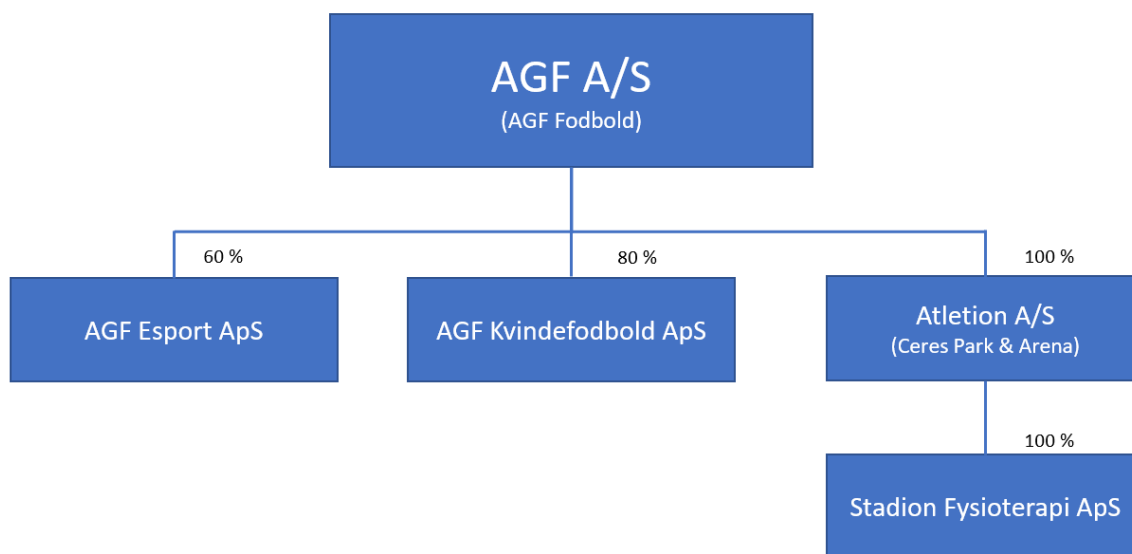 AGF A/S
(AGF Fodbold)
60 %
80 %
100 %
AGF Esport ApS
AGF Kvindefodbold ApS
Atletion A/S
(Ceres Park & Arena)
100 %
Stadion Fysioterapi ApS